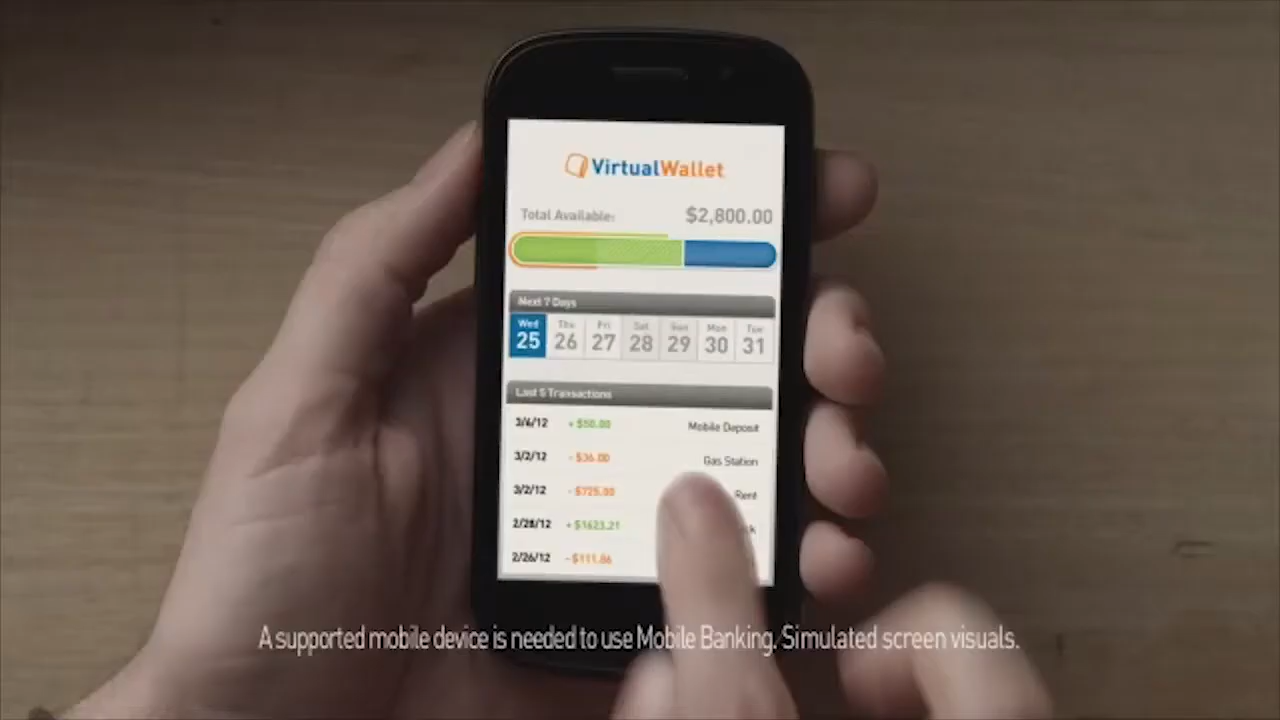 VirtualWallet
Total Available: $2,800.00
Next 7 Days
Wed Thu Fri Sat Sun Mon Tue
25 26 27 28 29 30 31
Last 5 Transactions
3/6/12 + $50.00 Mobile Deposit
3/2/12 - $36.00 Gas Station
3/2/12 - $725.00 Rent
2/28/12 + $1623.21
2/26/12 - $111.86
A supported mobile device is needed to use Mobile Banking. Simulated screen visuals.